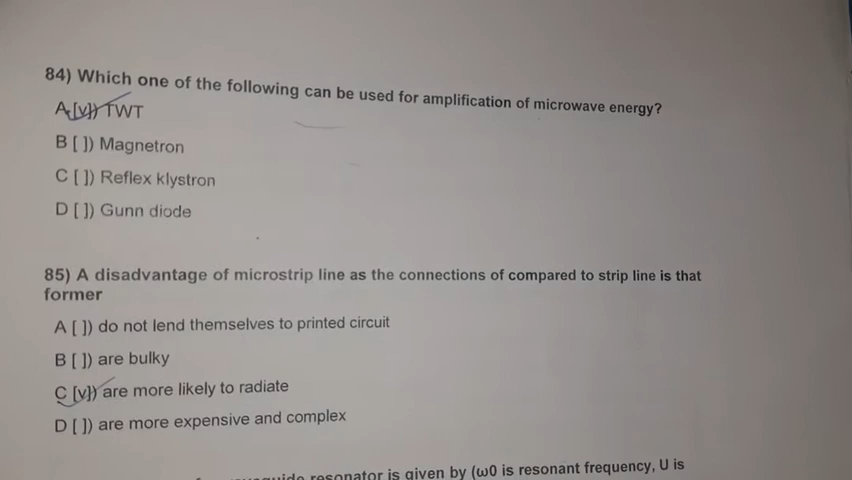 84) Which one of the following can be used for amplification of microwave energy?
A [v]) TWT
B [ ]) Magnetron
C [ ]) Reflex klystron
D [ ]) Gunn diode
85) A disadvantage of microstrip line as the connections of compared to strip line is that
former
A [ ]) do not lend themselves to printed circuit
B [ ]) are bulky
C [v]) are more likely to radiate
D [ ]) are more expensive and complex
resonator is given by (ω0 is resonant frequency, U is